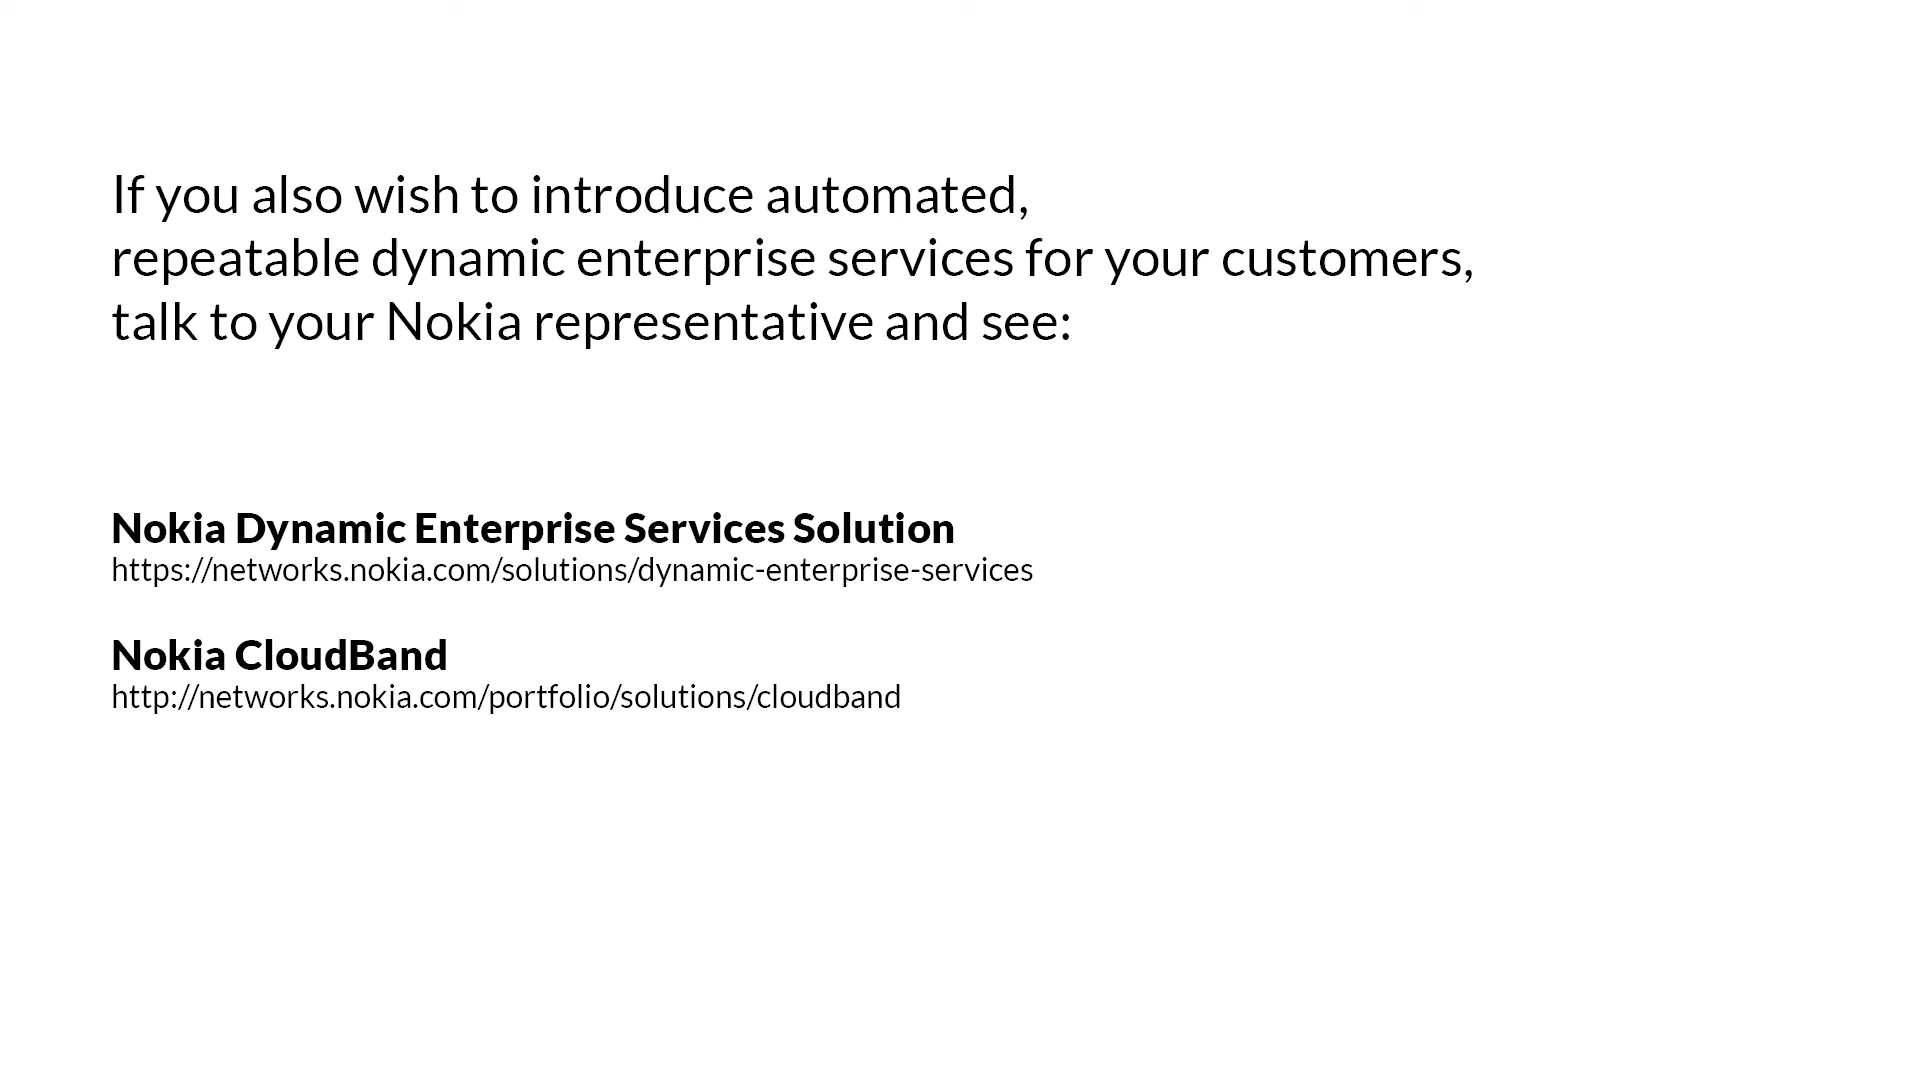 If you also wish to introduce automated,
repeatable dynamic enterprise services for your customers,
talk to your Nokia representative and see:
Nokia Dynamic Enterprise Services Solution
https://networks.nokia.com/solutions/dynamic-enterprise-services
Nokia CloudBand
http://networks.nokia.com/portfolio/solutions/cloudband